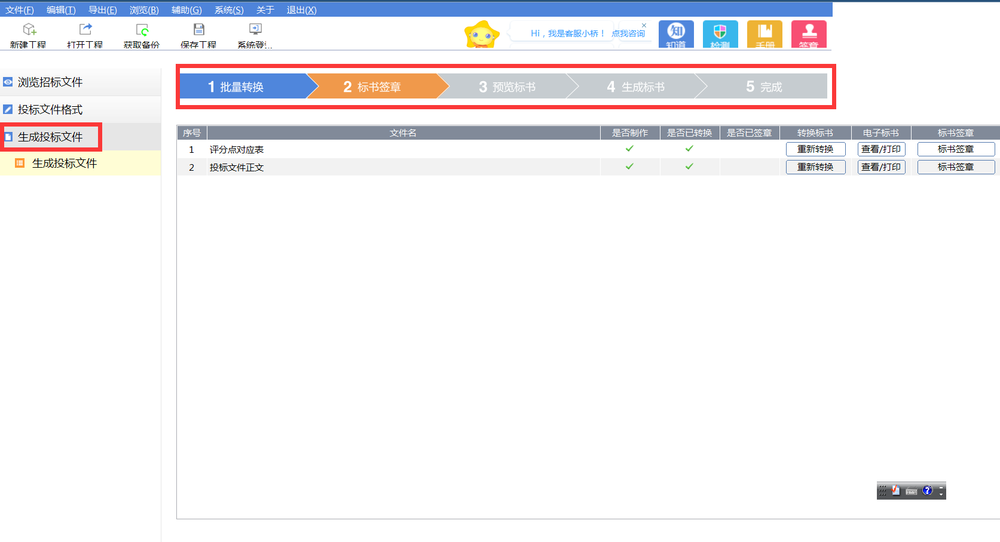 文件(F) 编辑(T) 导出(E) 浏览(B) 辅助(G) 系统(S) 关于 退出(X)
新建工程 打开工程 获取备份 保存工程 系统登...
Hi，我是客服小桥！ 点我咨询
知
知道 检测 手册 签章
浏览招标文件
投标文件格式
生成投标文件
生成投标文件
1 批量转换 2 标书签章 3 预览标书 4 生成标书 5 完成
序号 文件名 是否制作 是否已转换 是否已签章 转换标书 电子标书 标书签章
1 评分点对应表 重新转换 查看/打印 标书签章
2 投标文件正文 重新转换 查看/打印 标书签章